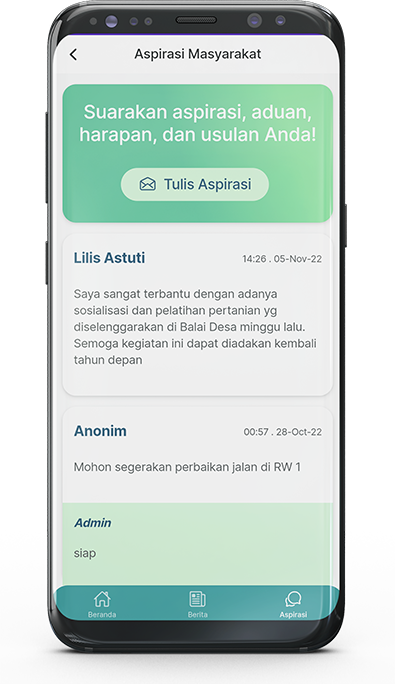 Aspirasi Masyarakat
Suarakan aspirasi, aduan,
harapan, dan usulan Anda!
Tulis Aspirasi
Lilis Astuti
14:26 . 05-Nov-22
Saya sangat terbantu dengan adanya
sosialisasi dan pelatihan pertanian yg
diselenggarakan di Balai Desa minggu lalu.
Semoga kegiatan ini dapat diadakan kembali
tahun depan
Anonim
00:57 . 28-Oct-22
Mohon segerakan perbaikan jalan di RW 1
Admin
siap
Beranda
Berita
Aspirasi